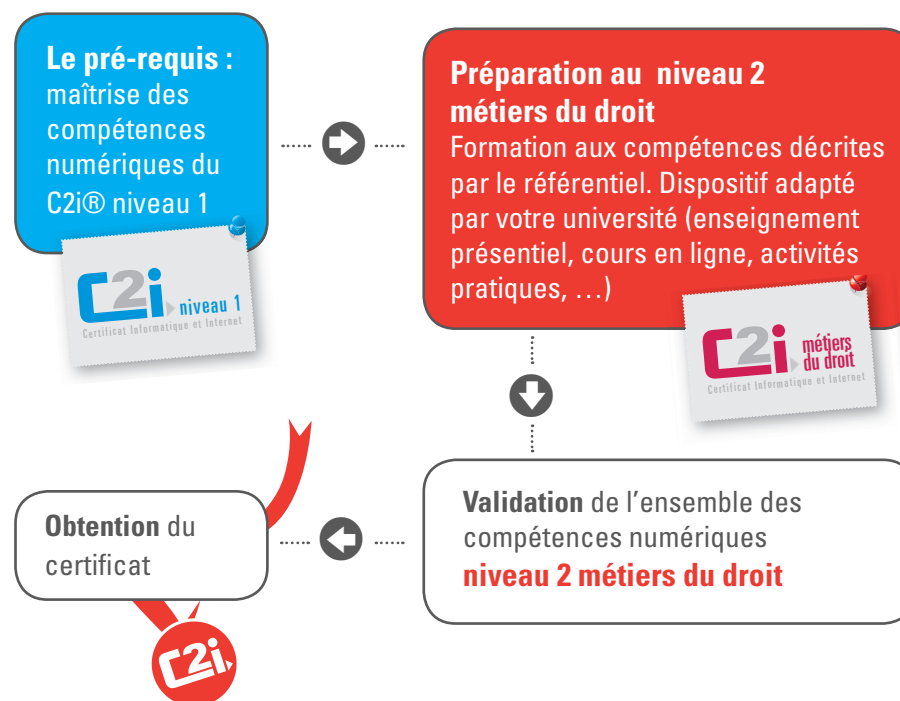 Le pré-requis :
maîtrise des
compétences
numériques du
C2i® niveau 1
C2i niveau 1
Certificat Informatique et Internet
Préparation au niveau 2
métiers du droit
Formation aux compétences décrites
par le référentiel. Dispositif adapté
par votre université (enseignement
présentiel, cours en ligne, activités
pratiques, …)
C2i métiers
du droit
Certificat Informatique et Internet
Validation de l'ensemble des
compétences numériques
niveau 2 métiers du droit
Obtention du
certificat
C2i